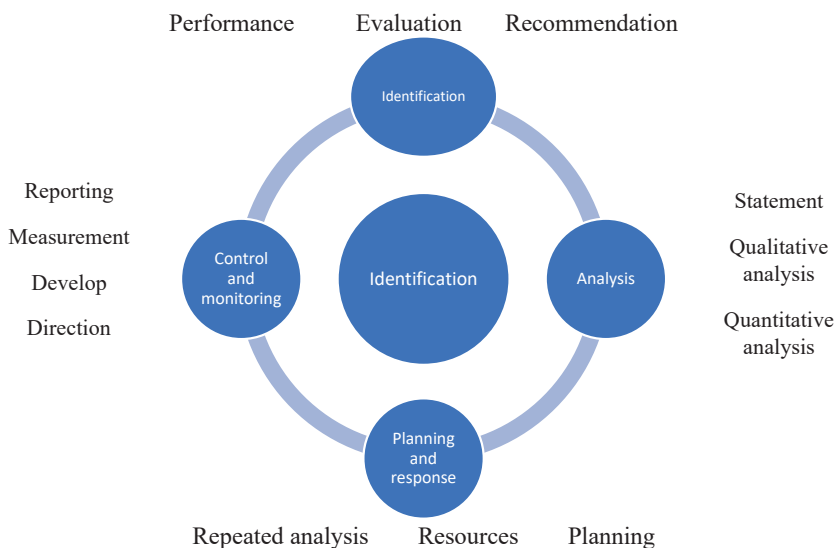 Performance Evaluation Recommendation
Identification
Reporting
Measurement
Develop
Direction
Control
and
monitoring
Identification
Analysis
Statement
Qualitative
analysis
Quantitative
analysis
Planning
and
response
Repeated analysis Resources Planning